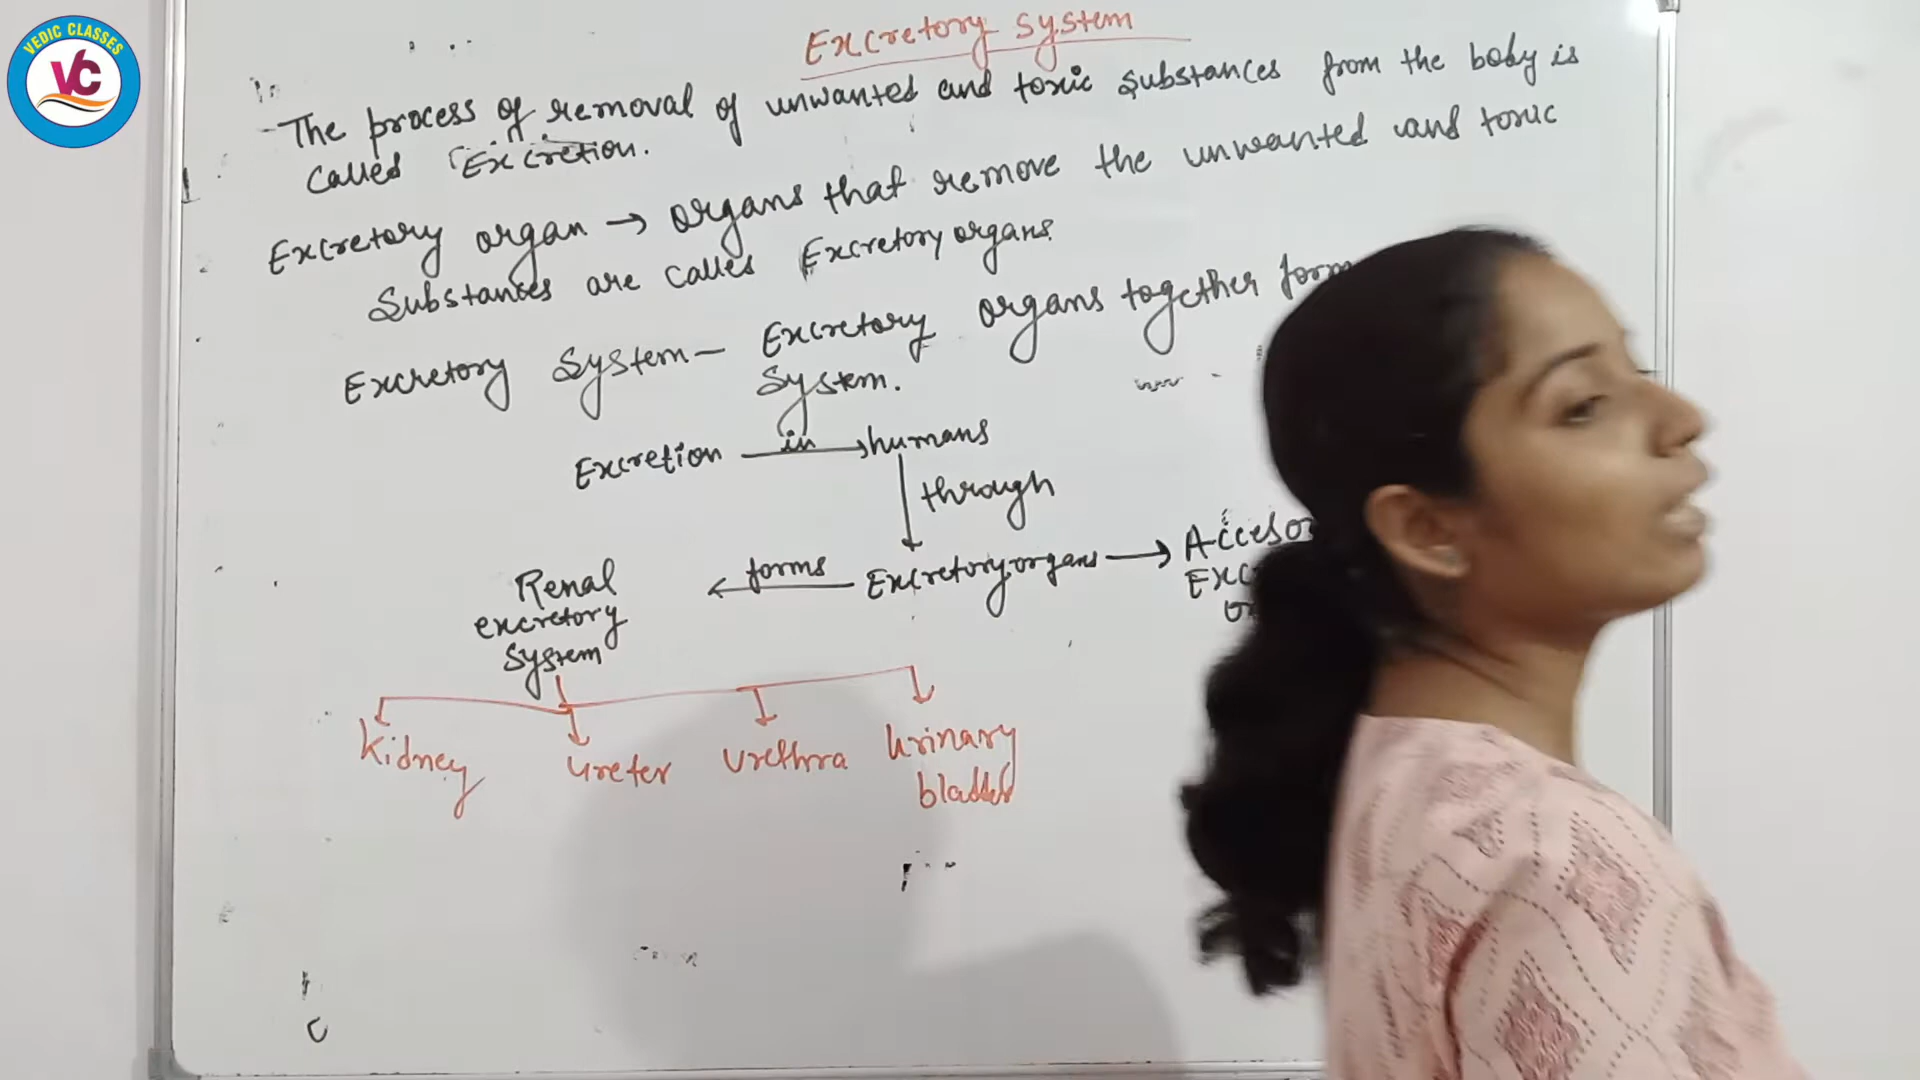 VEDIC CLASSES
VC
Excretory System
- The process of removal of unwanted and toxic substances from the body is
called Excretion.
Excretory organ → organs that remove the unwanted and toxic
Substances are called Excretory organs.
Excretory System - Excretory organs together form
System.
Excretion in → humans
through
Renal ← forms Excretory organs →
excretory
System
Kidney Ureter Urethra Urinary
bladder